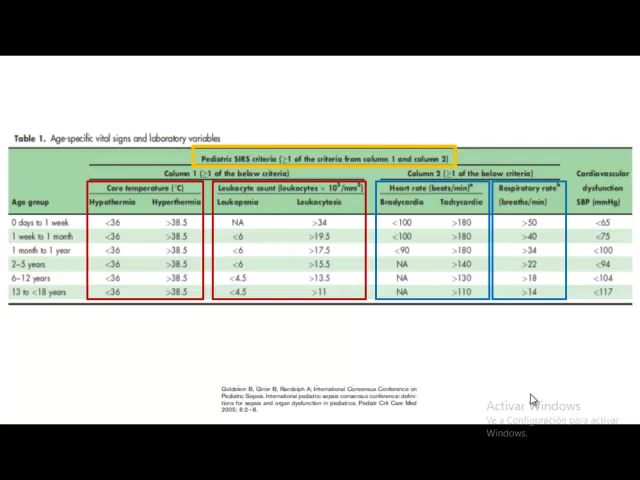 Table 1. Age-specific vital signs and laboratory variables
Pediatric SIRS criteria (≥1 of the criteria from column 1 and column 2)
Column 1 (≥1 of the below criteria) Column 2 (≥1 of the below criteria) Cardiovascular
Core temperature (°C) Leukocyte count (leukocytes × 10³/mm³) Heart rate (beats/min)a Respiratory rateb dysfunction
Age group Hypothermia Hyperthermia Leukopenia Leukocytosis Bradycardia Tachycardia (breaths/min) SBP (mmHg)
0 days to 1 week <36 >38.5 NA >34 <100 >180 >50 <65
1 week to 1 month <36 >38.5 <6 >19.5 <100 >180 >40 <75
1 month to 1 year <36 >38.5 <6 >17.5 <90 >180 >34 <100
2–5 years <36 >38.5 <6 >15.5 NA >140 >22 <94
6–12 years <36 >38.5 <4.5 >13.5 NA >130 >18 <104
13 to <18 years <36 >38.5 <4.5 >11 NA >110 >14 <117
Goldstein B, Giroir B, Randolph A; International Consensus Conference on
Pediatric Sepsis. International pediatric sepsis consensus conference: defini-
tions for sepsis and organ dysfunction in pediatrics. Pediatr Crit Care Med
2005; 6:2–8.
Activar Windows
Ve a Configuración para activar
Windows.